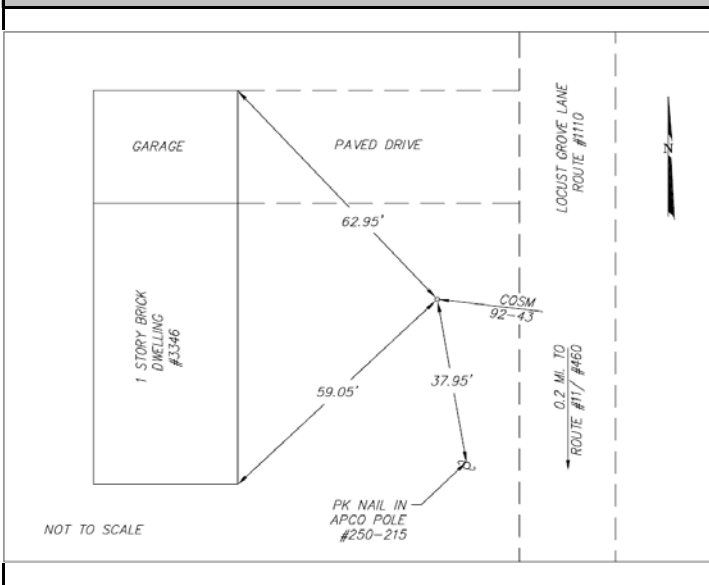 GARAGE
PAVED DRIVE
LOCUST GROVE LANE
ROUTE #1110
N
62.95'
COSM
92-43
1 STORY BRICK
DWELLING
#3346
59.05'
37.95'
0.2 MI. TO
ROUTE #11/ #460
PK NAIL IN
APCO POLE
#250-215
NOT TO SCALE